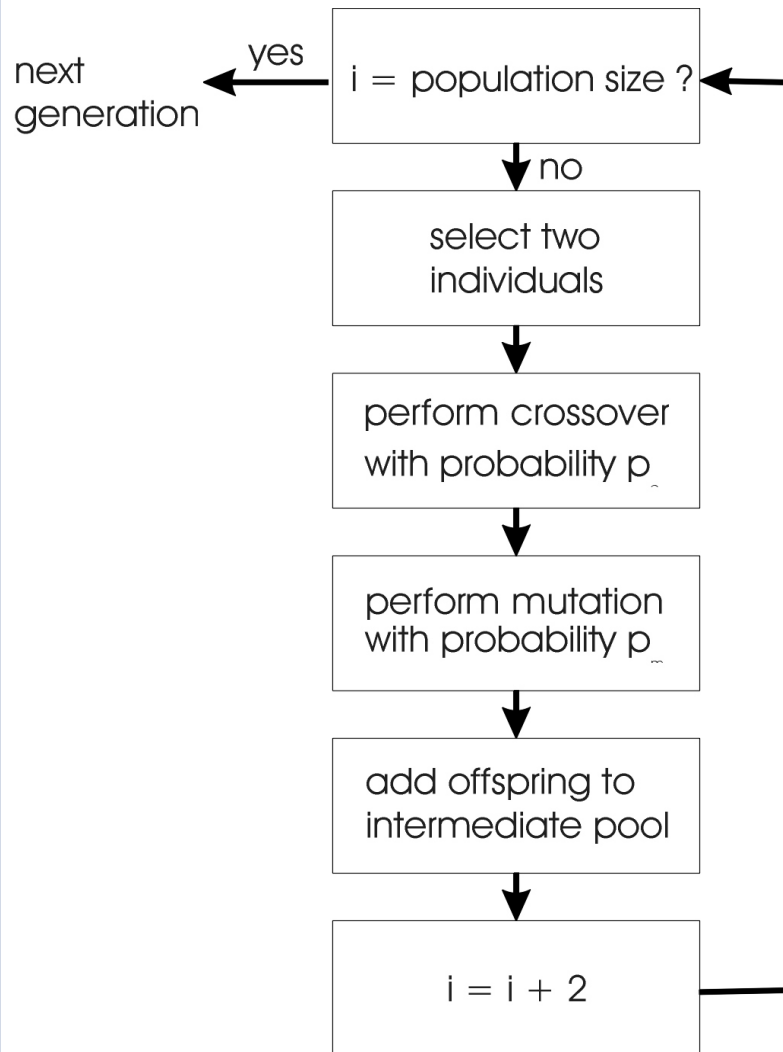 i = population size ?
yes
next
generation
no
select two
individuals
perform crossover
with probability p
perform mutation
with probability p
add offspring to
intermediate pool
i = i + 2